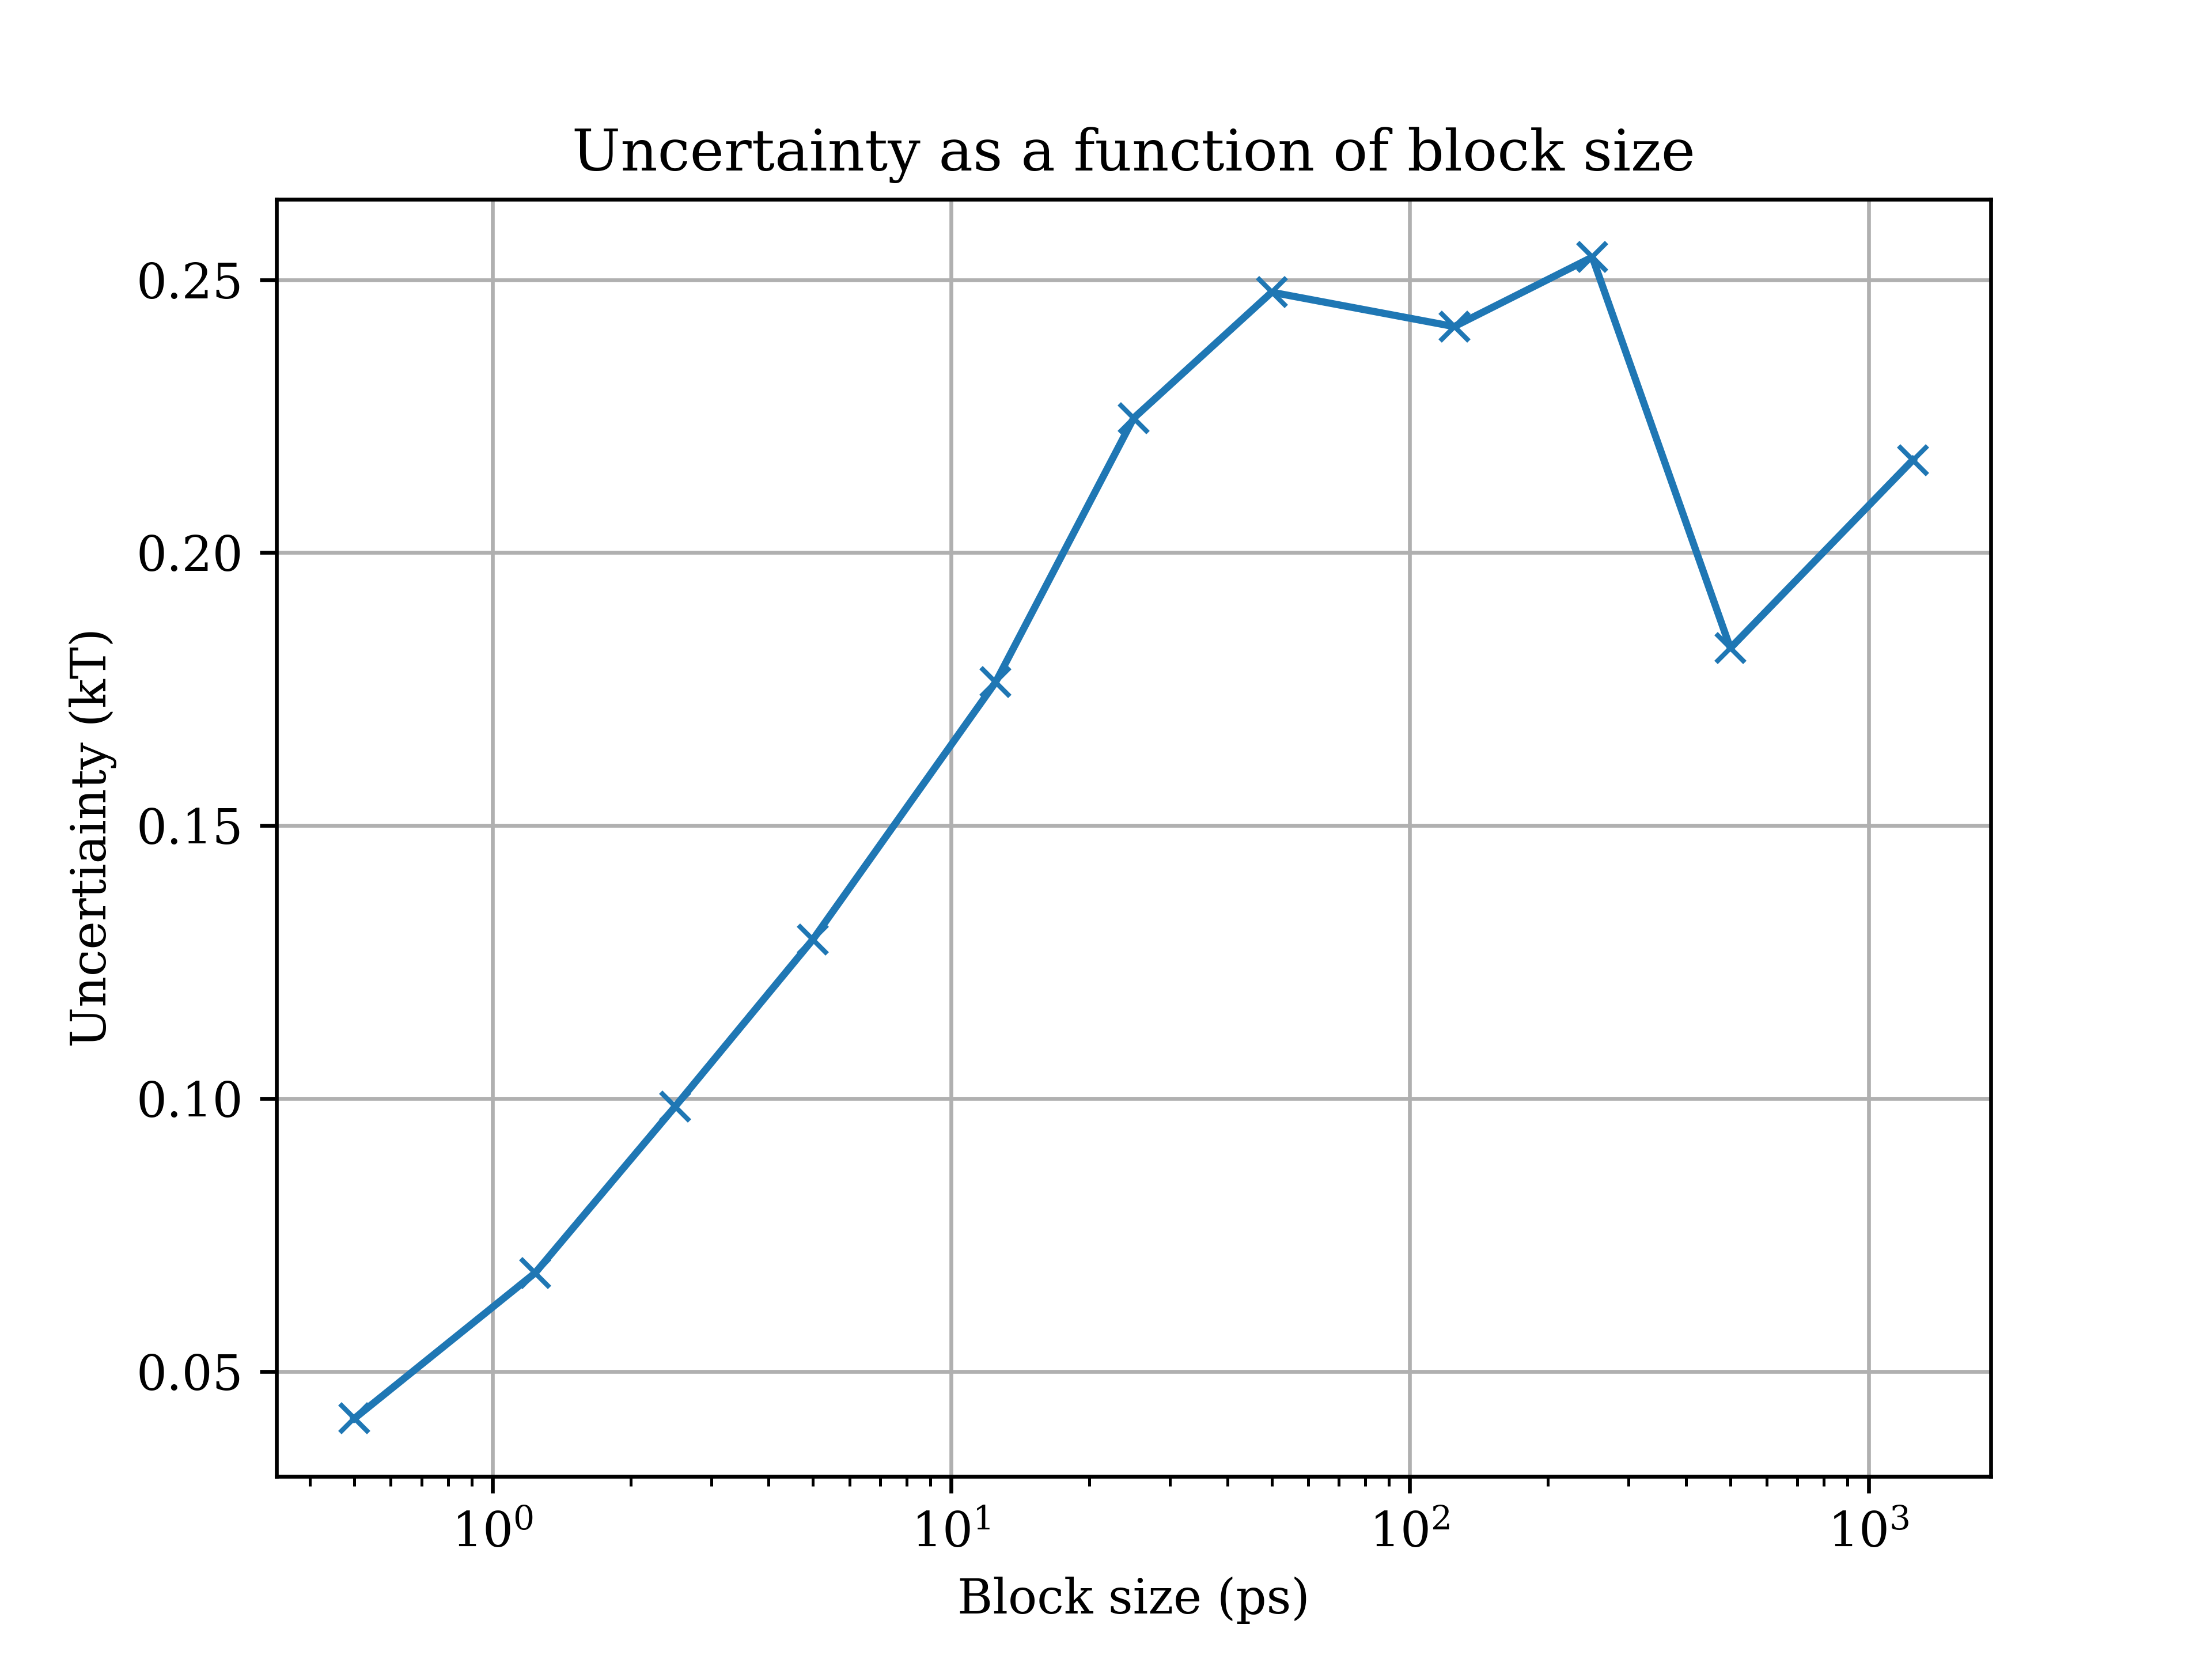 Uncertainty as a function of block size
0.25
0.20
0.15
0.10
0.05
Uncertiainty (kT)
10⁰ 10¹ 10² 10³
Block size (ps)